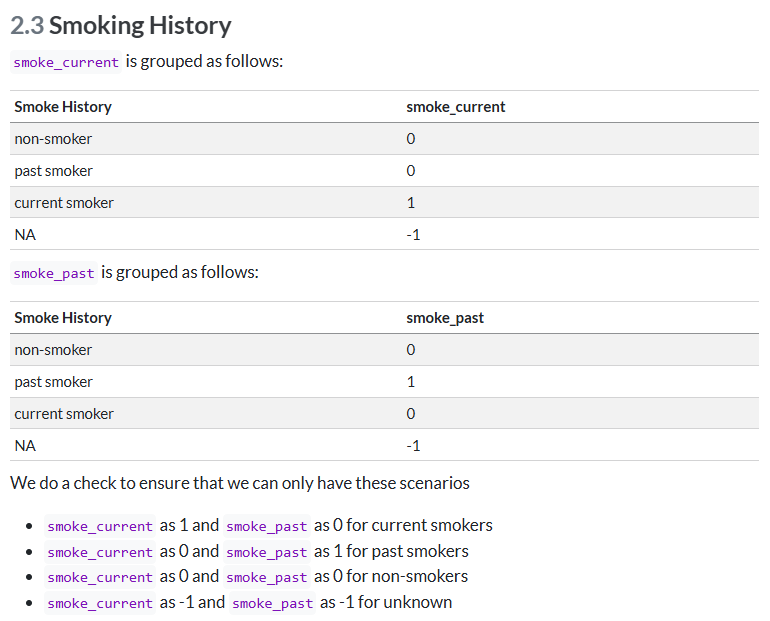 2.3 Smoking History
smoke_current is grouped as follows:
Smoke History smoke_current
non-smoker 0
past smoker 0
current smoker 1
NA -1
smoke_past is grouped as follows:
Smoke History smoke_past
non-smoker 0
past smoker 1
current smoker 0
NA -1
We do a check to ensure that we can only have these scenarios
• smoke_current as 1 and smoke_past as 0 for current smokers
• smoke_current as 0 and smoke_past as 1 for past smokers
• smoke_current as 0 and smoke_past as 0 for non-smokers
• smoke_current as -1 and smoke_past as -1 for unknown